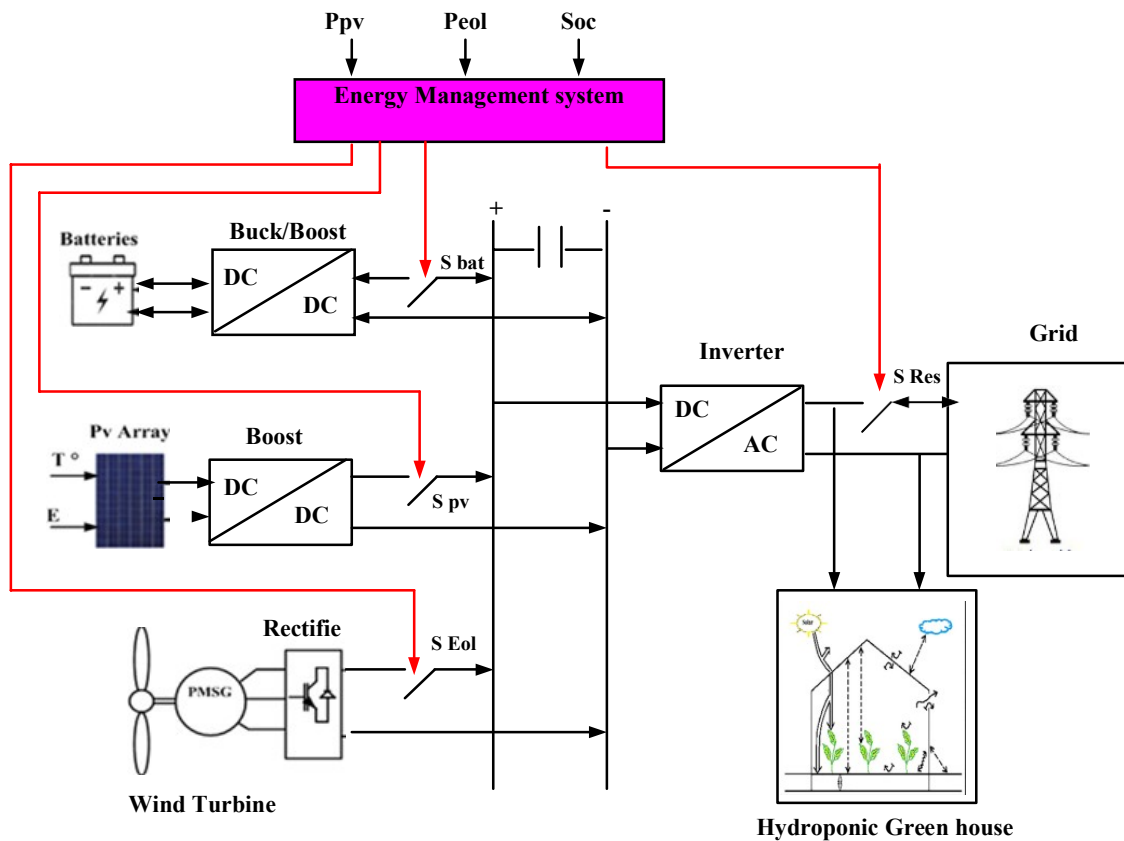 Ppv Peol Soc
Energy Management system
+ -
Batteries
Buck/Boost
S bat
DC
DC
- +
Inverter
Grid
S Res
DC
AC
Pv Array
Boost
T °
E
DC
DC
S pv
Rectifie
S Eol
PMSG
Wind Turbine
Hydroponic Green house